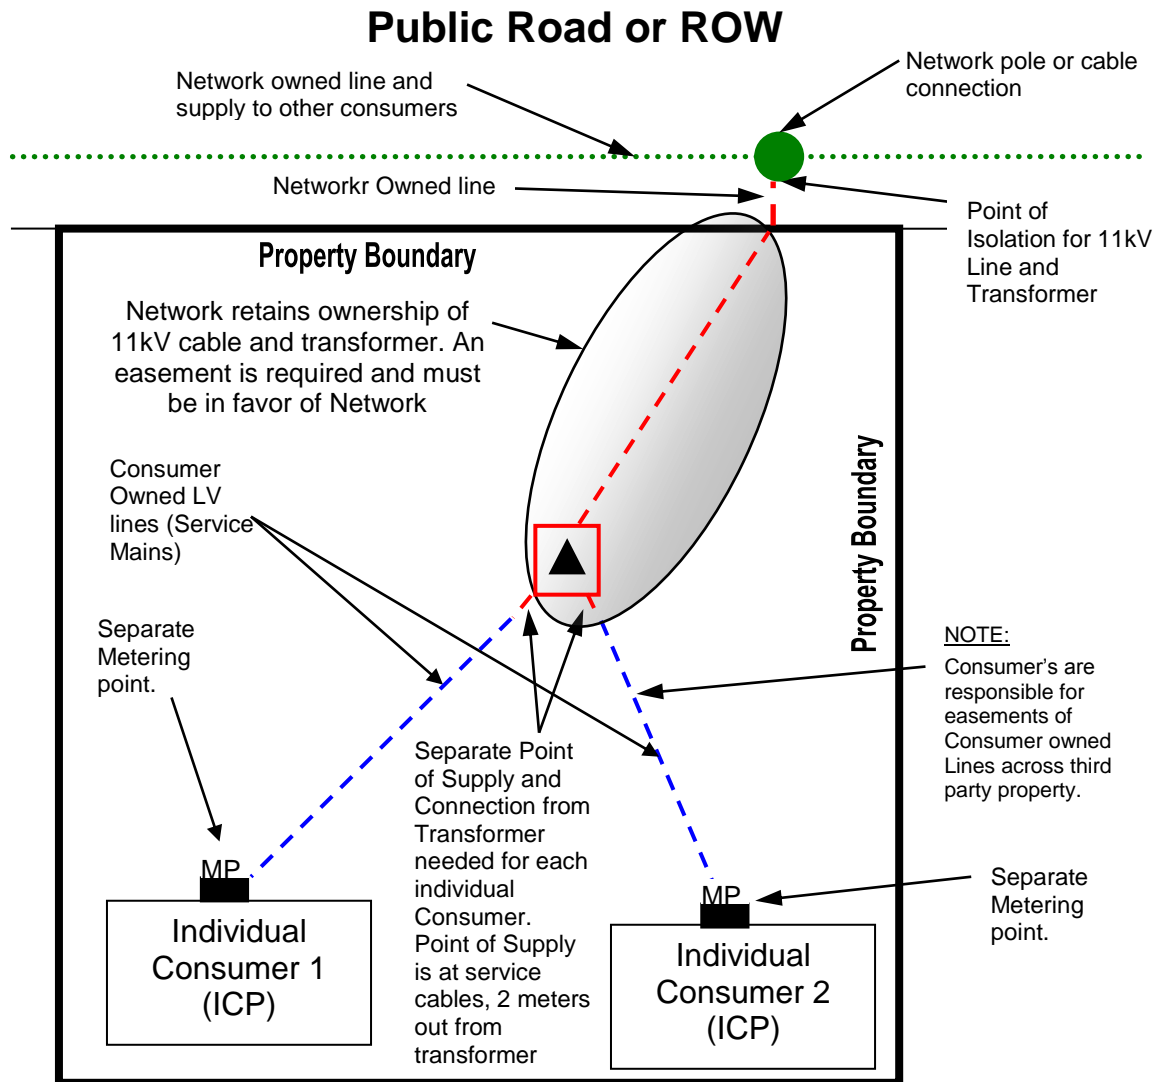 Public Road or ROW
Network owned line and
supply to other consumers
Network pole or cable
connection
Networkr Owned line
Point of
Isolation for 11kV
Line and
Transformer
Property Boundary
Network retains ownership of
11kV cable and transformer. An
easement is required and must
be in favor of Network
Property Boundary
Consumer
Owned LV
lines (Service
Mains)
Separate
Metering
point.
NOTE:
Consumer's are
responsible for
easements of
Consumer owned
Lines across third
party property.
Separate Point
of Supply and
Connection from
Transformer
needed for each
individual
Consumer.
Point of Supply
is at service
cables, 2 meters
out from
transformer
MP
Individual
Consumer 1
(ICP)
MP
Individual
Consumer 2
(ICP)
Separate
Metering
point.